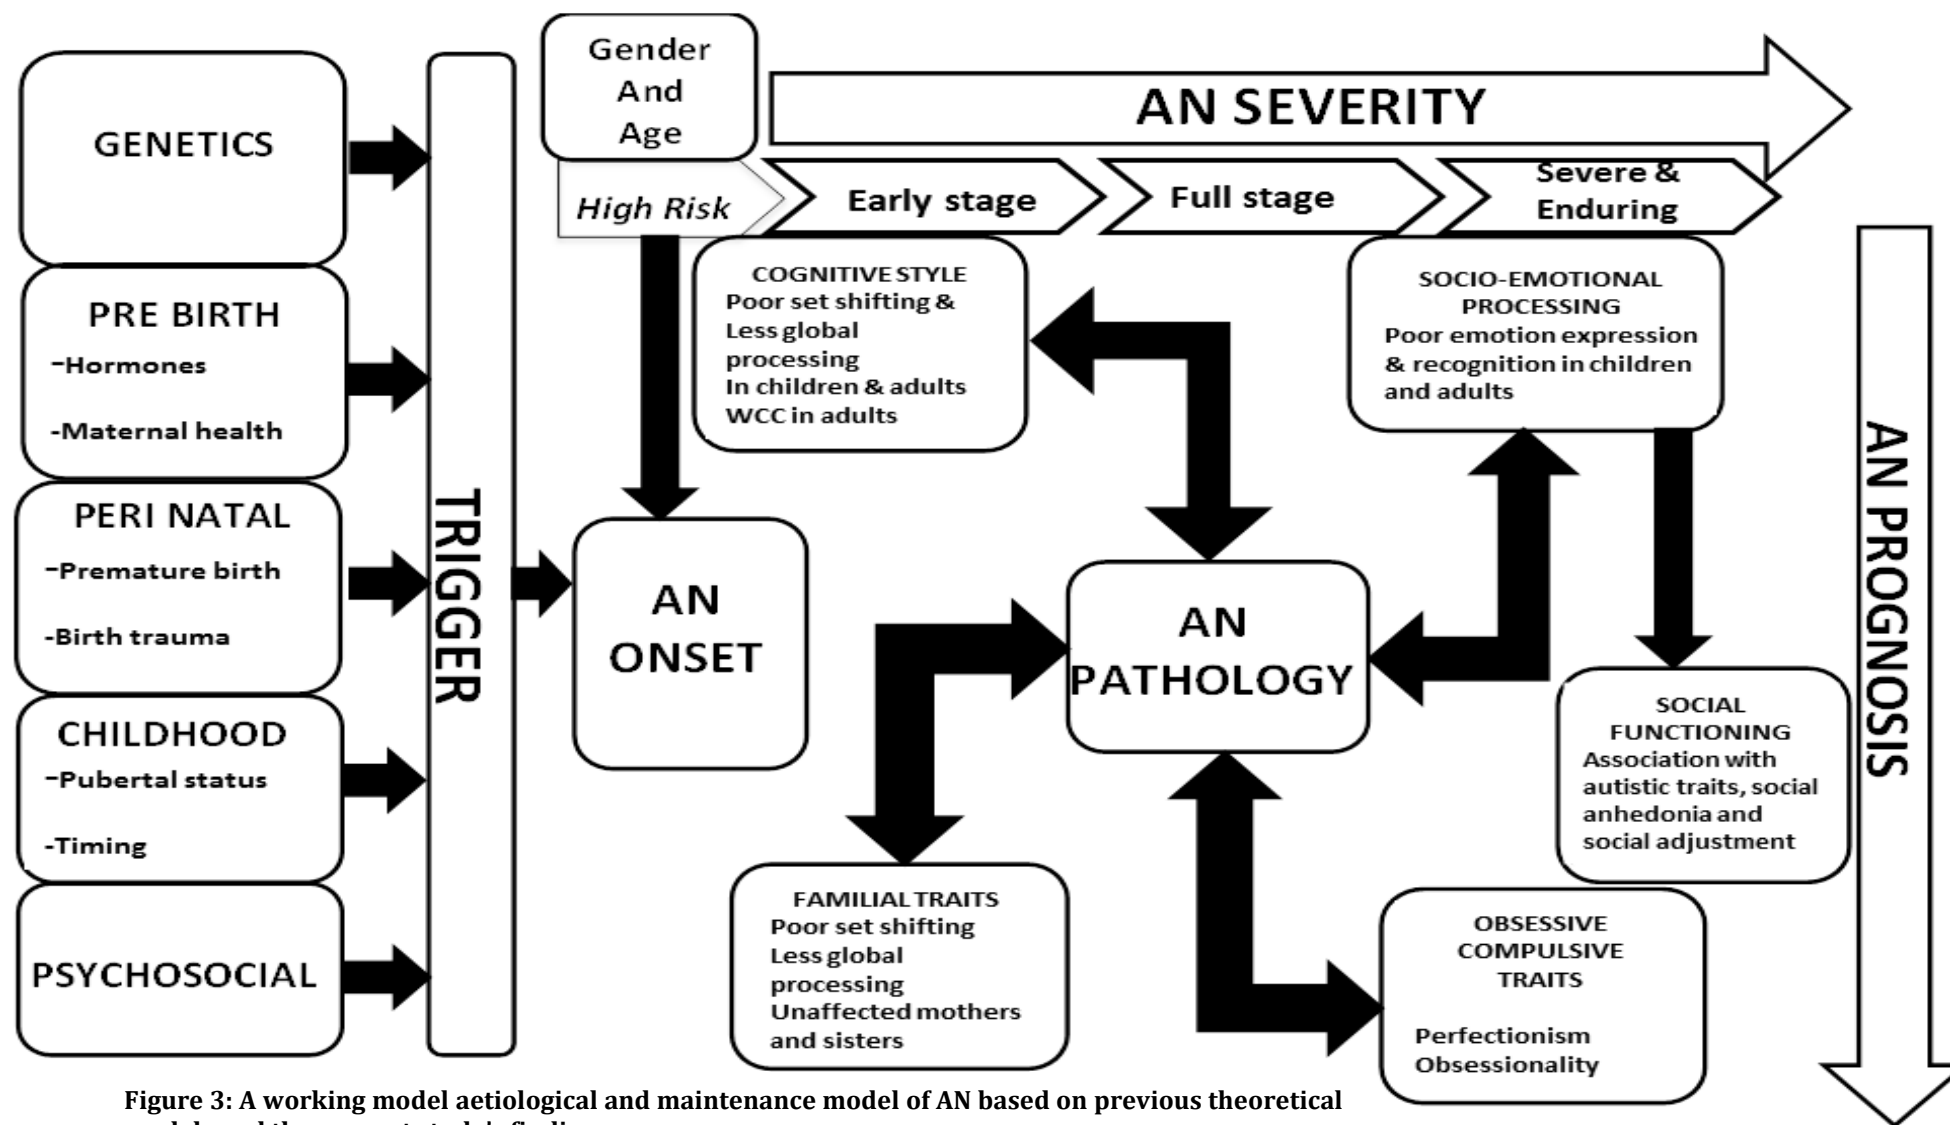 GENETICS
PRE BIRTH
-Hormones
-Maternal health
PERI NATAL
-Premature birth
-Birth trauma
CHILDHOOD
-Pubertal status
-Timing
PSYCHOSOCIAL
TRIGGER
Gender
And
Age
High Risk
AN SEVERITY
Early stage
Full stage
Severe &
Enduring
COGNITIVE STYLE
Poor set shifting &
Less global
processing
In children & adults
WCC in adults
SOCIO-EMOTIONAL
PROCESSING
Poor emotion expression
& recognition in children
and adults
AN
ONSET
AN
PATHOLOGY
SOCIAL
FUNCTIONING
Association with
autistic traits, social
anhedonia and
social adjustment
FAMILIAL TRAITS
Poor set shifting
Less global
processing
Unaffected mothers
and sisters
OBSESSIVE
COMPULSIVE
TRAITS
Perfectionism
Obsessionality
AN PROGNOSIS
Figure 3: A working model aetiological and maintenance model of AN based on previous theoretical